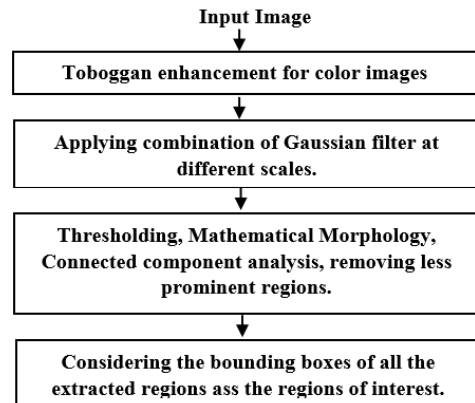 Input Image
Toboggan enhancement for color images
Applying combination of Gaussian filter at
different scales.
Thresholding, Mathematical Morphology,
Connected component analysis, removing less
prominent regions.
Considering the bounding boxes of all the
extracted regions ass the regions of interest.